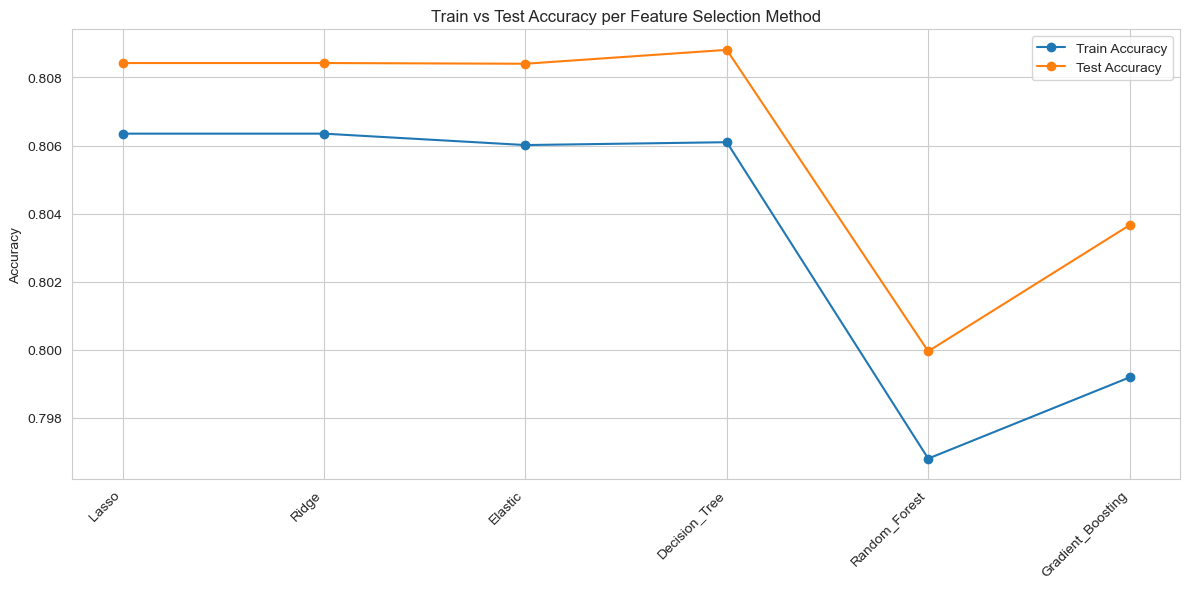 Train vs Test Accuracy per Feature Selection Method
Train Accuracy
Test Accuracy
Accuracy
0.808
0.806
0.804
0.802
0.800
0.798
Lasso
Ridge
Elastic
Decision_Tree
Random_Forest
Gradient_Boosting